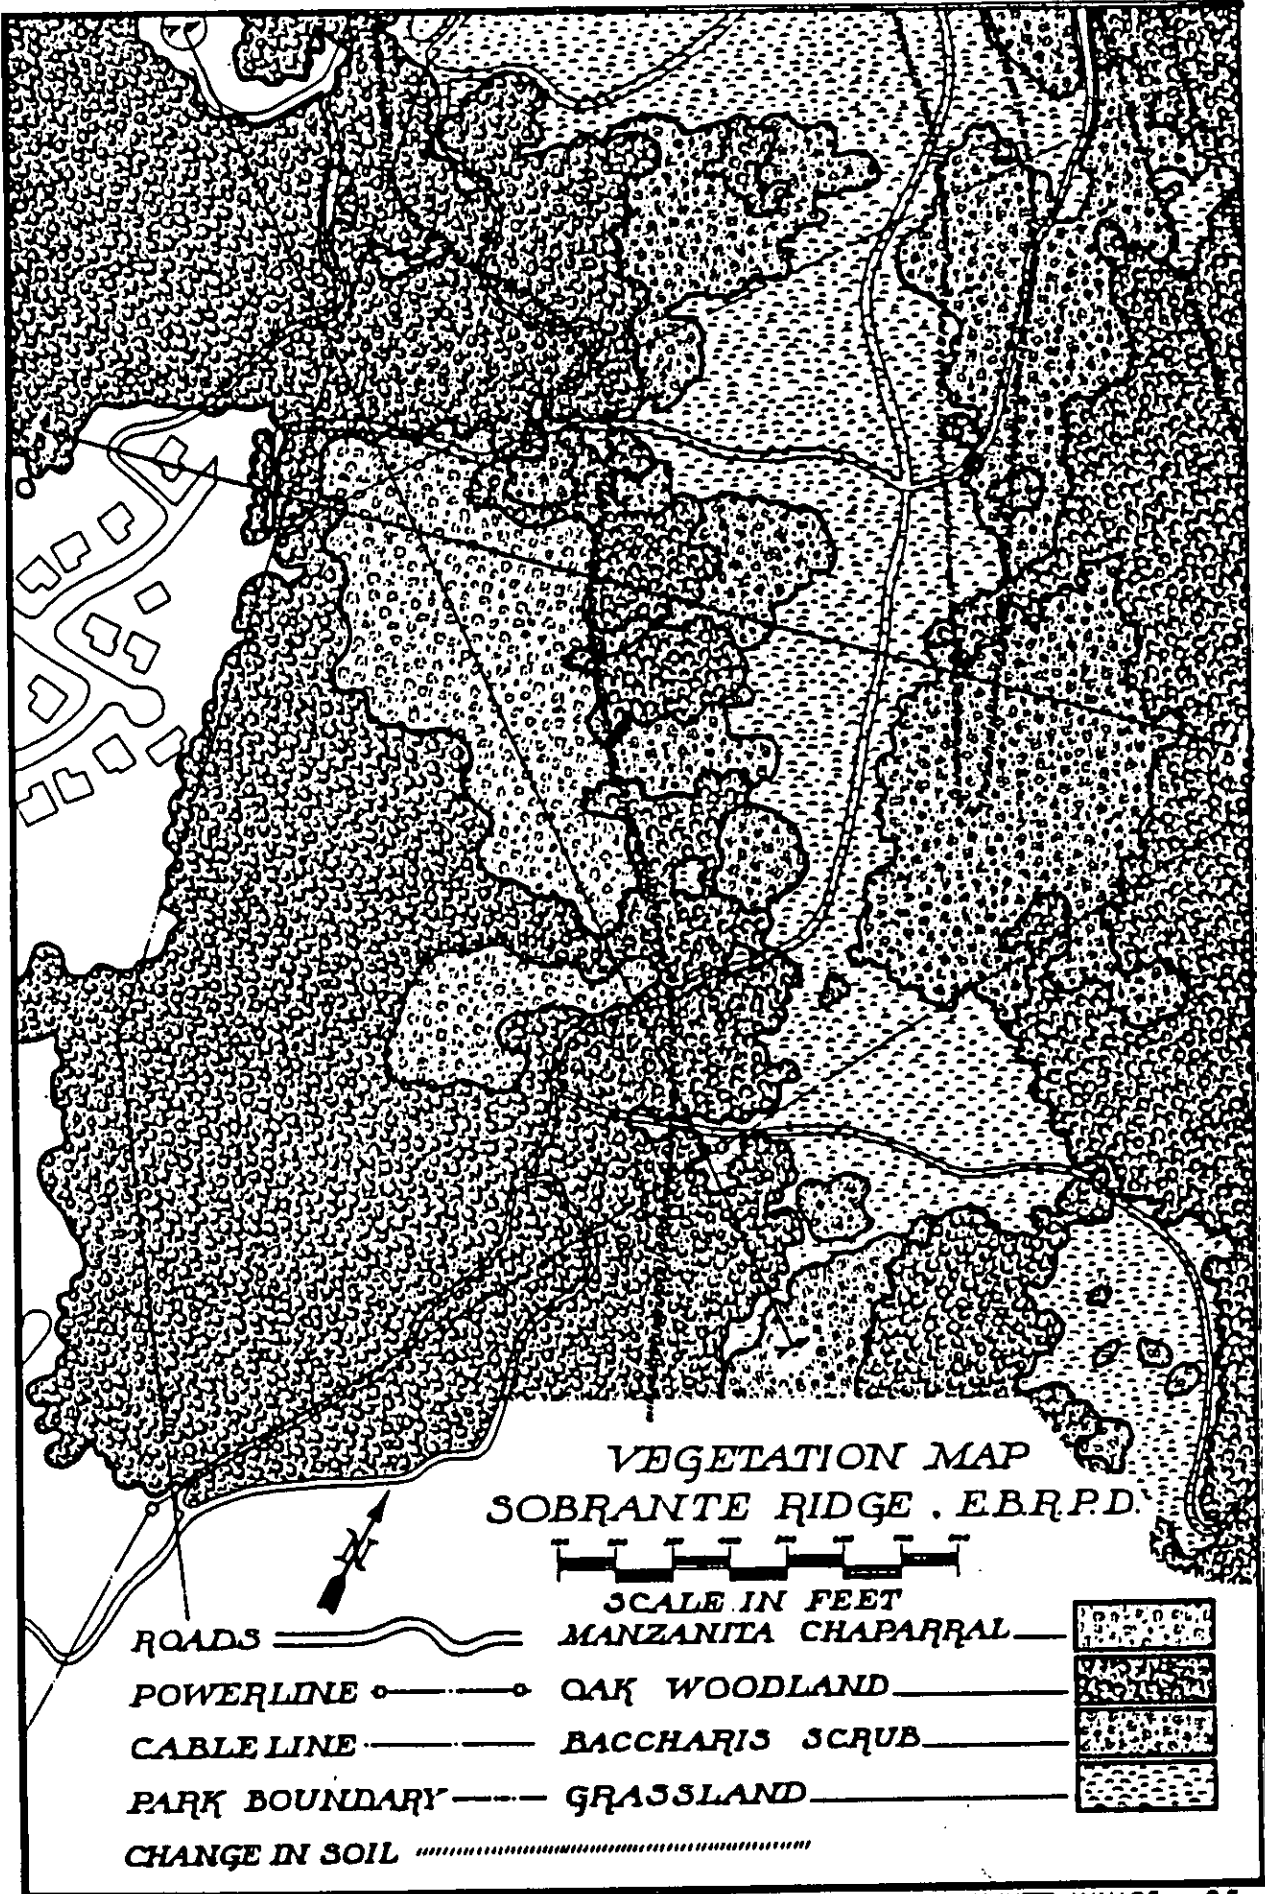 VEGETATION MAP
SOBRANTE RIDGE . E.B.R.P.D.
N
SCALE IN FEET
ROADS
MANZANITA CHAPARRAL
POWERLINE
OAK WOODLAND
CABLE LINE
BACCHARIS SCRUB
PARK BOUNDARY
GRASSLAND
CHANGE IN SOIL